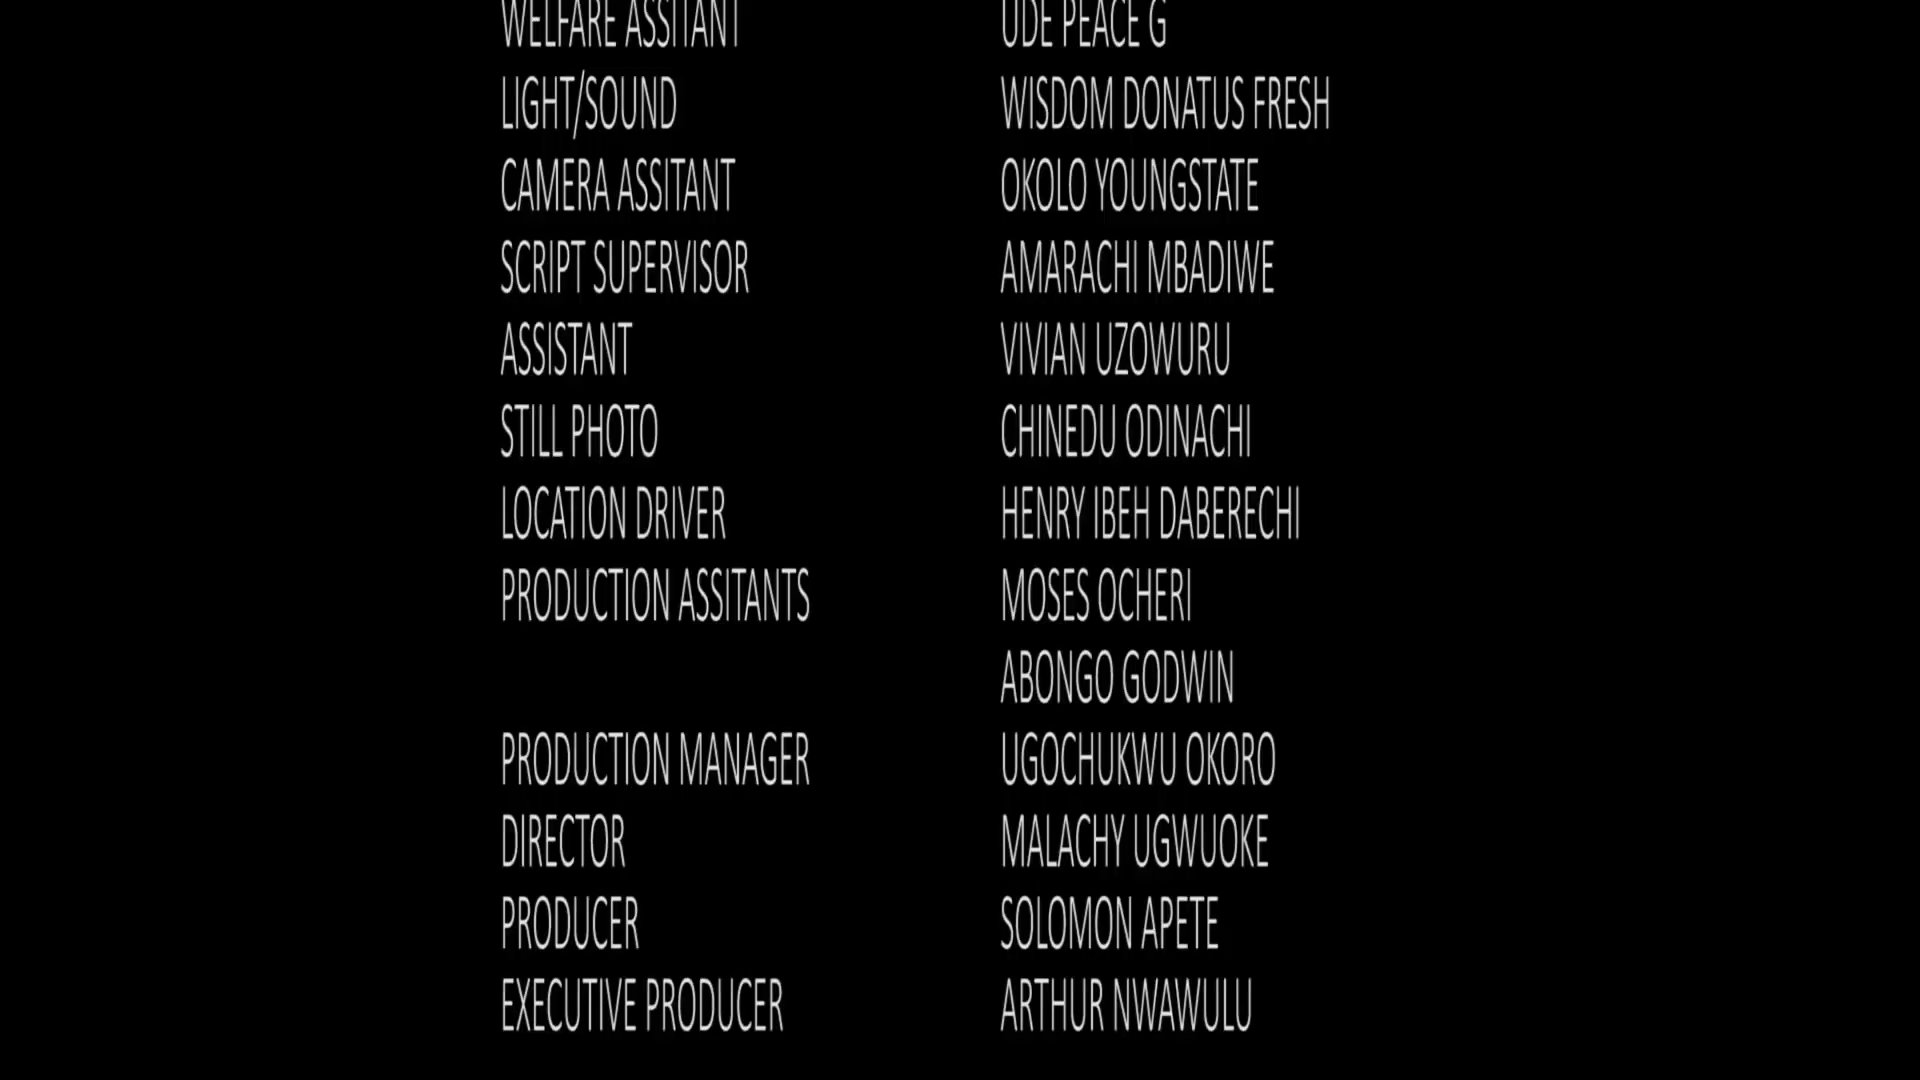 WELFARE ASSITANT UDE PEACE G
LIGHT/SOUND WISDOM DONATUS FRESH
CAMERA ASSITANT OKOLO YOUNGSTATE
SCRIPT SUPERVISOR AMARACHI MBADIWE
ASSISTANT VIVIAN UZOWURU
STILL PHOTO CHINEDU ODINACHI
LOCATION DRIVER HENRY IBEH DABERECHI
PRODUCTION ASSITANTS MOSES OCHERI
ABONGO GODWIN
PRODUCTION MANAGER UGOCHUKWU OKORO
DIRECTOR MALACHY UGWUOKE
PRODUCER SOLOMON APETE
EXECUTIVE PRODUCER ARTHUR NWAWULU